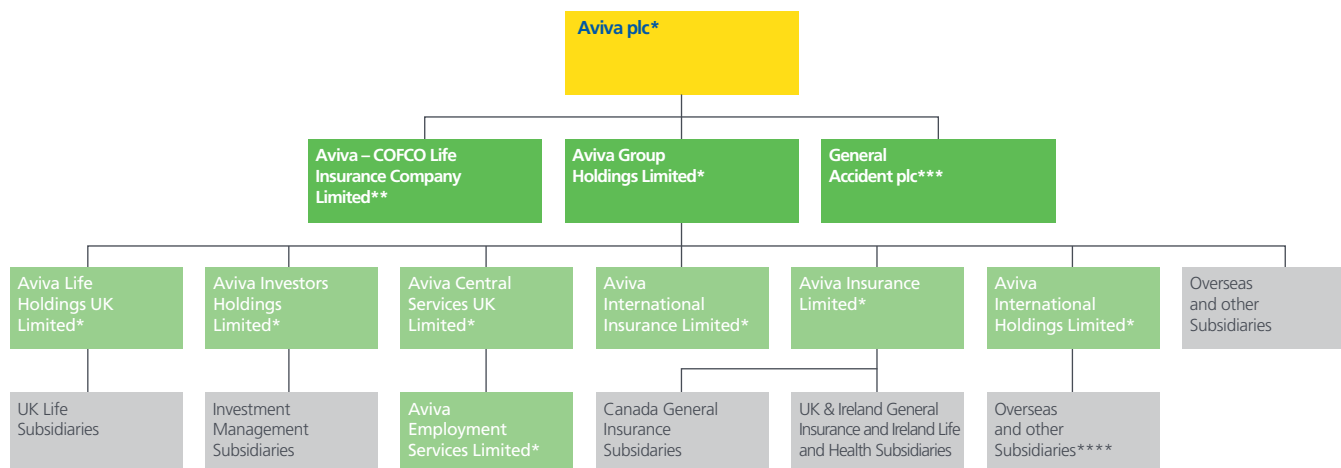 Aviva plc*
Aviva – COFCO Life
Insurance Company
Limited**
Aviva Group
Holdings Limited*
General
Accident plc***
Aviva Life
Holdings UK
Limited*
Aviva Investors
Holdings
Limited*
Aviva Central
Services UK
Limited*
Aviva
International
Insurance Limited*
Aviva Insurance
Limited*
Aviva
International
Holdings Limited*
Overseas
and other
Subsidiaries
UK Life
Subsidiaries
Investment
Management
Subsidiaries
Aviva
Employment
Services Limited*
Canada General
Insurance
Subsidaries
UK & Ireland General
Insurance and Ireland Life
and Health Subsidiaries
Overseas
and other
Subsidiaries****